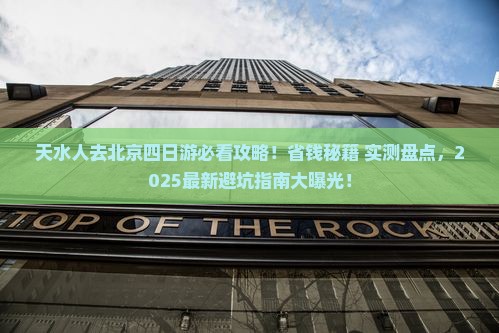 天水人去北京四日游必看攻略！省钱秘籍 实测盘点，2
025最新避坑指南大曝光！
TOP OF THE ROCK